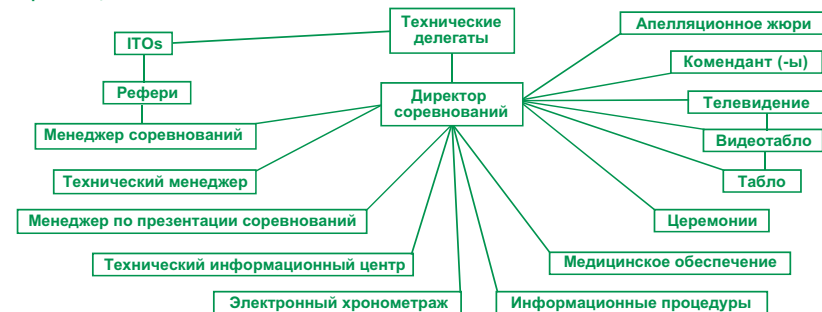 Технические
делегаты
Апелляционное жюри
ITOs
Комендант (-ы)
Рефери
Директор
соревнований
Телевидение
Менеджер соревнований
Видеотабло
Технический менеджер
Табло
Менеджер по презентации соревнований
Церемонии
Технический информационный центр
Медицинское обеспечение
Электронный хронометраж
Информационные процедуры